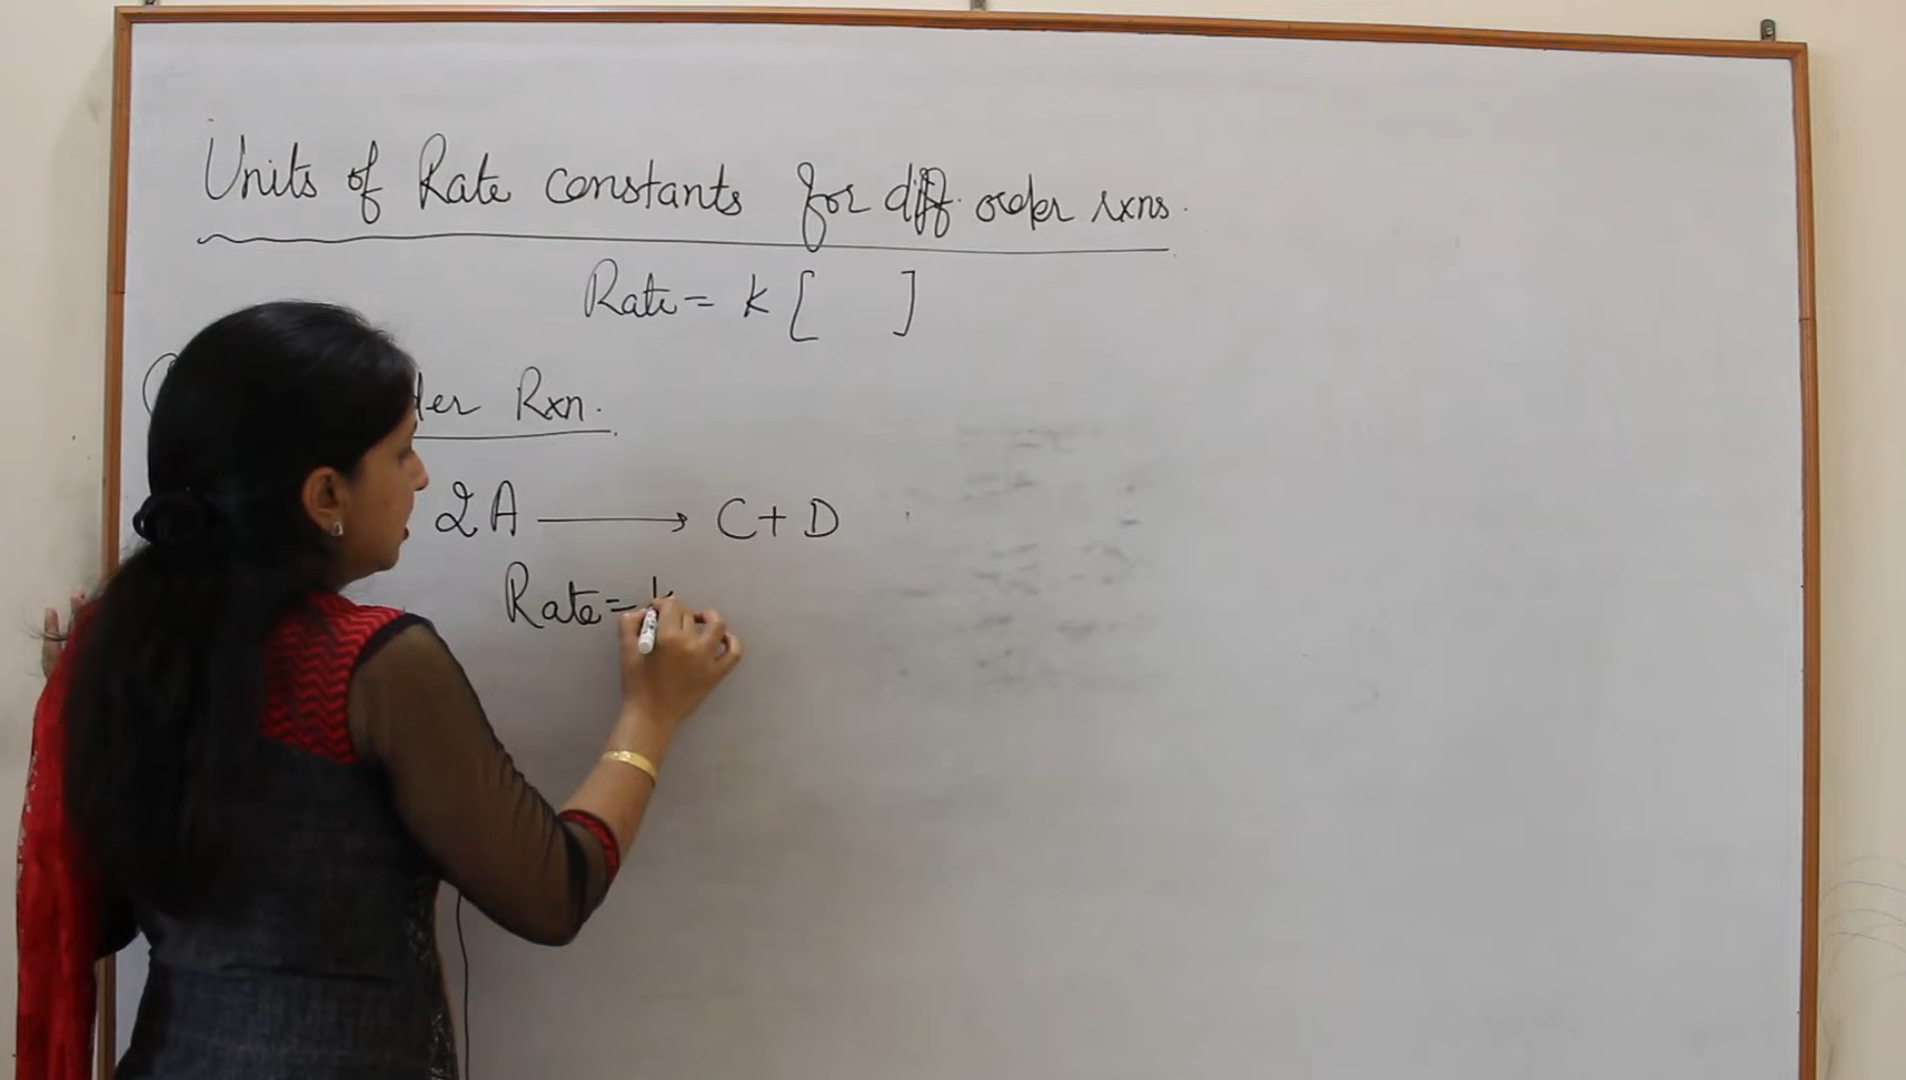 Units of Rate constants for diff. order rxns.
Rate = k [ ]
der Rxn.
2A ⟶ C + D
Rate = k